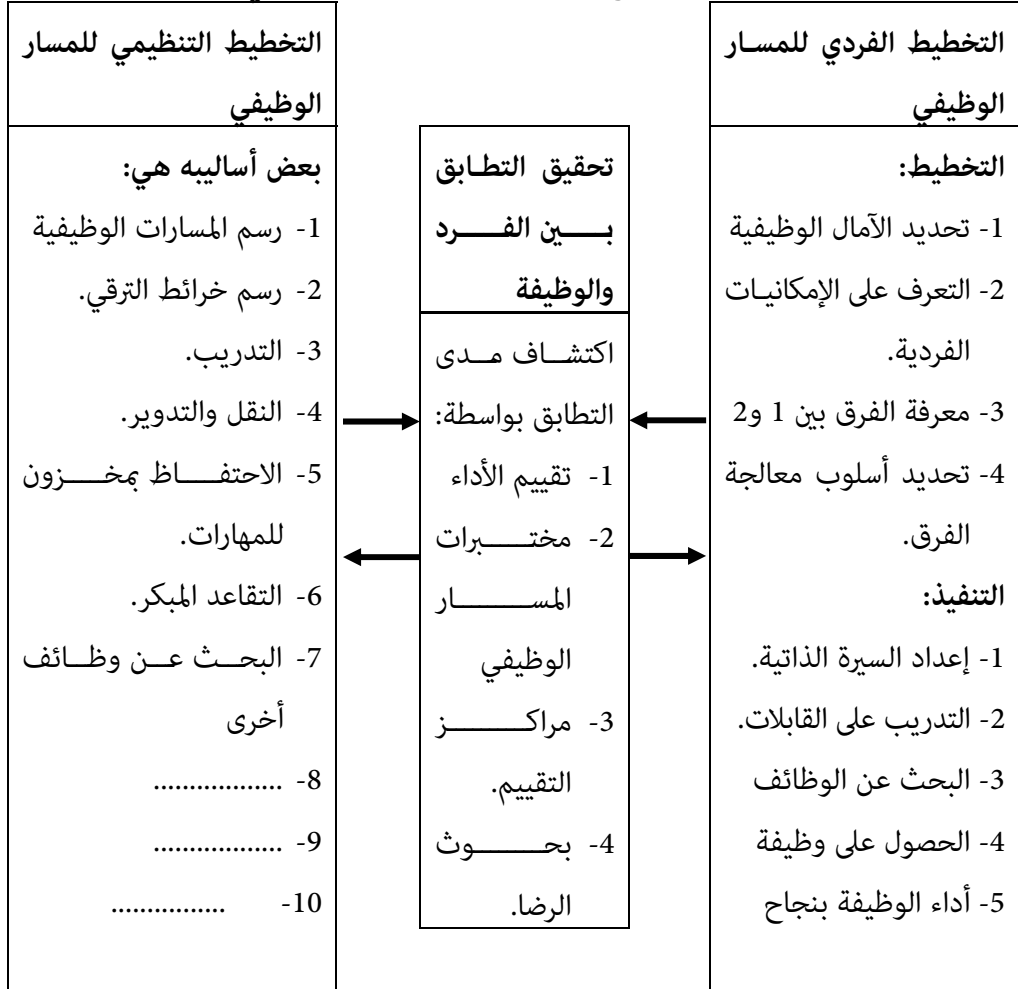 التخطيط الفردي للمسار
الوظيفي
التخطيط:
1- تحديد الآمال الوظيفية
2- التعرف على الإمكانيات
الفردية.
3- معرفة الفرق بين 1 و2
4- تحديد أسلوب معالجة
الفرق.
التنفيذ:
1- إعداد السيرة الذاتية.
2- التدريب على القابلات.
3- البحث عن الوظائف
4- الحصول على وظيفة
5- أداء الوظيفة بنجاح
تحقيق التطابق
بين الفرد
والوظيفة
اكتشاف مدى
التطابق بواسطة:
1- تقييم الأداء
2- مختبرات
المسار
الوظيفي
3- مراكز
التقييم.
4- بحوث
الرضا.
التخطيط التنظيمي للمسار
الوظيفي
بعض أساليبه هي:
1- رسم المسارات الوظيفية
2- رسم خرائط الترقي.
3- التدريب.
4- النقل والتدوير.
5- الاحتفاظ بمخزون
للمهارات.
6- التقاعد المبكر.
7- البحث عن وظائف
أخرى
8- ..................
9- ..................
10- ................